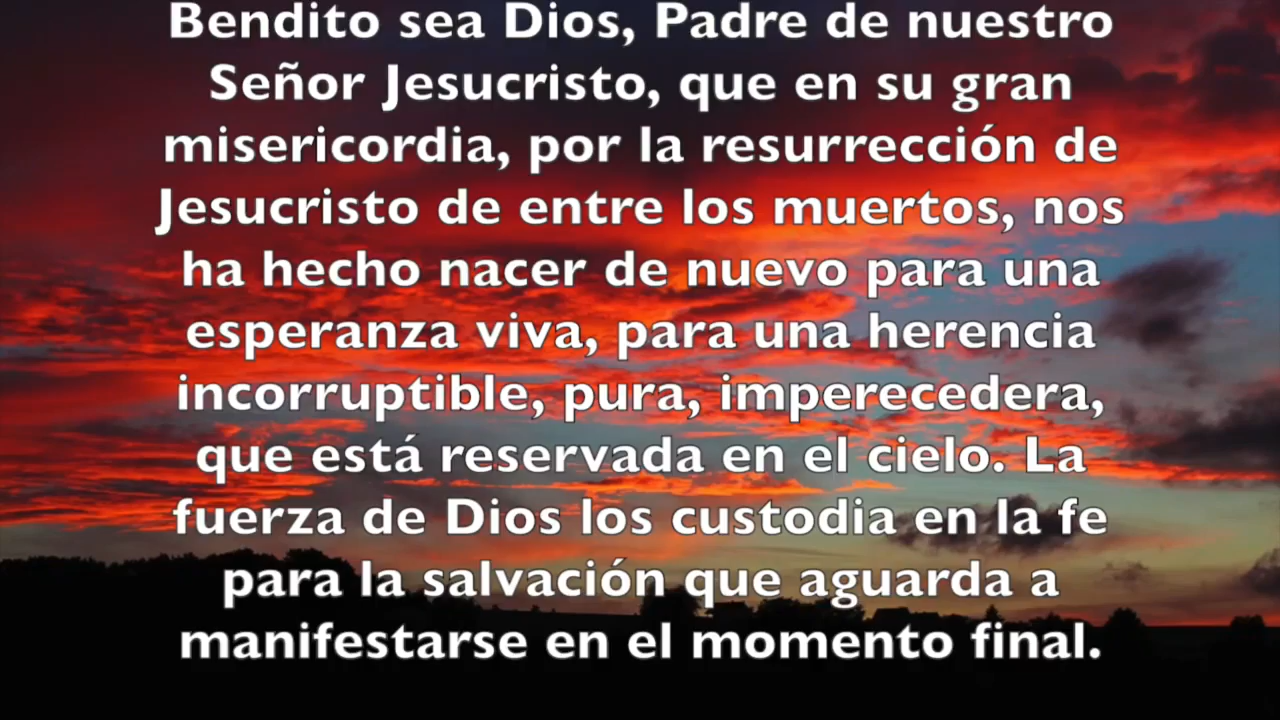 Bendito sea Dios, Padre de nuestro
Señor Jesucristo, que en su gran
misericordia, por la resurrección de
Jesucristo de entre los muertos, nos
ha hecho nacer de nuevo para una
esperanza viva, para una herencia
incorruptible, pura, imperecedera,
que está reservada en el cielo. La
fuerza de Dios los custodia en la fe
para la salvación que aguarda a
manifestarse en el momento final.